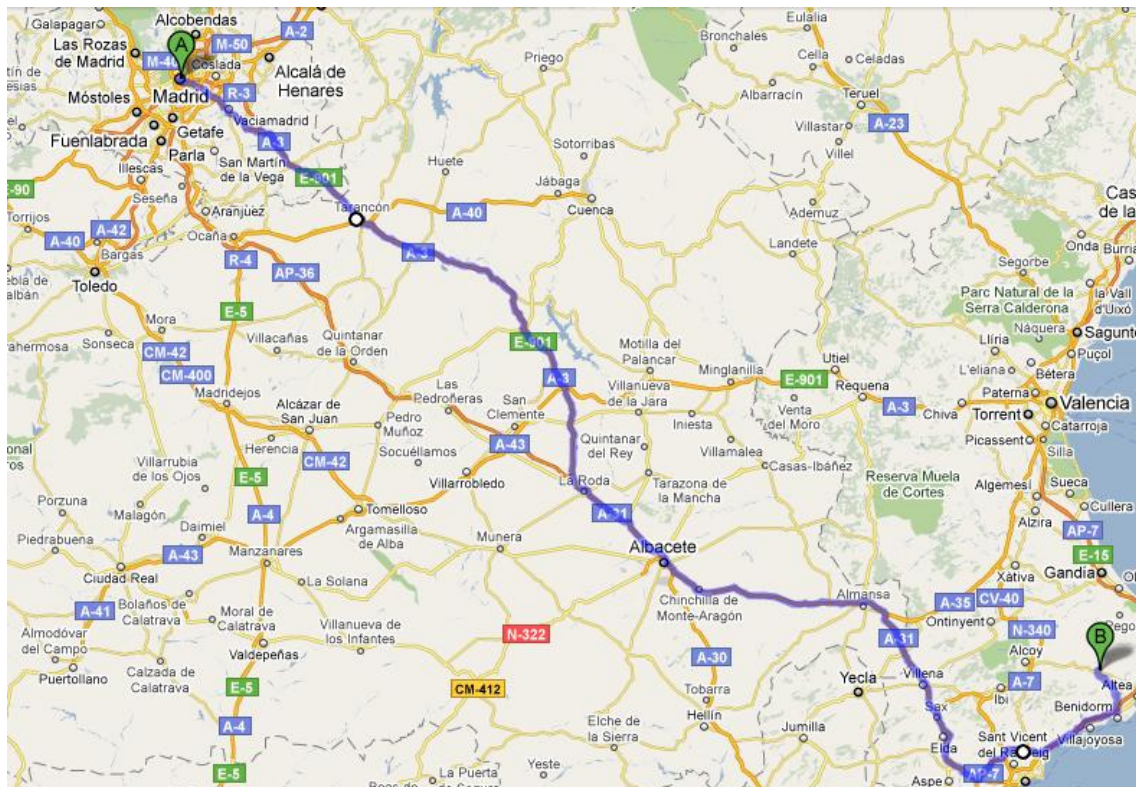 Galapagar
Alcobendas
A-2
Las Rozas
de Madrid
M-50
M-40
A
Coslada
Alcalá de
Henares
Madrid
R-3
Móstoles
Vaciamadrid
Getafe
A-3
Fuenlabrada
Parla
San Martín
de la Vega
E-901
Illescas
Seseña
E-90
Torrijos
Aranjuez
Tarancón
A-40
A-42
Ocaña
A-40
Bargas
R-4
AP-36
Toledo
A-3
Priego
Huete
Sotorribas
Jábaga
Cuenca
Bronchales
Eulalia
Cella
Celadas
Albarracín
Teruel
Villastar
A-23
Villel
Ademuz
Landete
Onda
Segorbe
Parc Natural de la
Serra Calderona
la Vall
d'Uixó
Náquera
Sagunto
Llíria
Puçol
L'eliana
Bétera
Paterna
Valencia
Torrent
Catarroja
Picassent
Silla
Mora
E-5
Sonseca
Villacañas
Quintanar
de la Orden
CM-42
CM-400
Madridejos
Alcázar de
San Juan
Herencia
CM-42
Las
Pedroñeras
Pedro
Muñoz
Socuéllamos
San
Clemente
A-43
Villarrobledo
E-901
A-3
Motilla del
Palancar
Minglanilla
Villanueva
de la Jara
Iniesta
Quintanar
del Rey
Villamalea
Casas-Ibáñez
Tarazona de
la Mancha
E-901
Utiel
Requena
A-3
Chiva
Venta
del Moro
Reserva Muela
de Cortes
Algemesí
Sueca
Cullera
Alzira
AP-7
E-15
Xàtiva
Gandia
Villarrubia
de los Ojos
E-5
Porzuna
Malagón
Daimiel
A-4
Tomelloso
Argamasilla
de Alba
Piedrabuena
A-43
Manzanares
Ciudad Real
La Solana
A-41
Bolaños de
Calatrava
Moral de
Calatrava
Almodóvar
del Campo
Villanueva de
los Infantes
Valdepeñas
Puertollano
Calzada de
Calatrava
E-5
A-4
E-5
Munera
La Roda
A-31
Albacete
Chinchilla de
Monte-Aragón
N-322
CM-412
A-30
Tobarra
Hellín
Elche de
la Sierra
Yeste
La Puerta
Almansa
A-35
CV-40
Ontinyent
N-340
A-31
Alcoy
B
Yecla
Villena
Ibi
A-7
Altea
Sax
Benidorm
Jumilla
Sant Vicent
del Raspeig
Villajoyosa
Elda
Aspe
AP-7